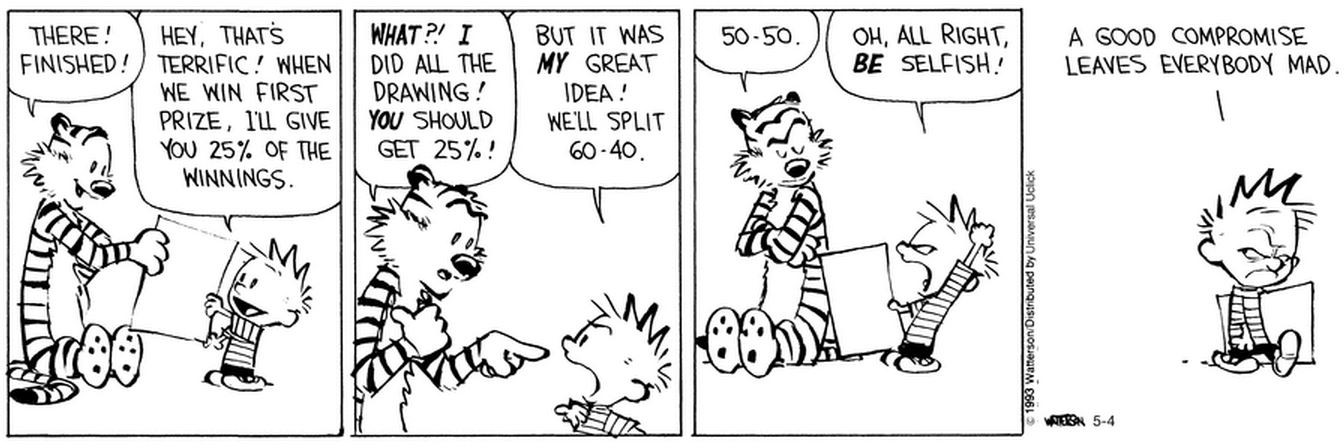 THERE!
FINISHED!
HEY, THAT'S
TERRIFIC! WHEN
WE WIN FIRST
PRIZE, I'LL GIVE
YOU 25% OF THE
WINNINGS.
WHAT?! I
DID ALL THE
DRAWING!
YOU SHOULD
GET 25%!
BUT IT WAS
MY GREAT
IDEA!
WE'LL SPLIT
60-40.
50-50.
OH, ALL RIGHT,
BE SELFISH!
© 1993 Watterson/Distributed by Universal Uclick
A GOOD COMPROMISE
LEAVES EVERYBODY MAD.
WATTERSON 5-4